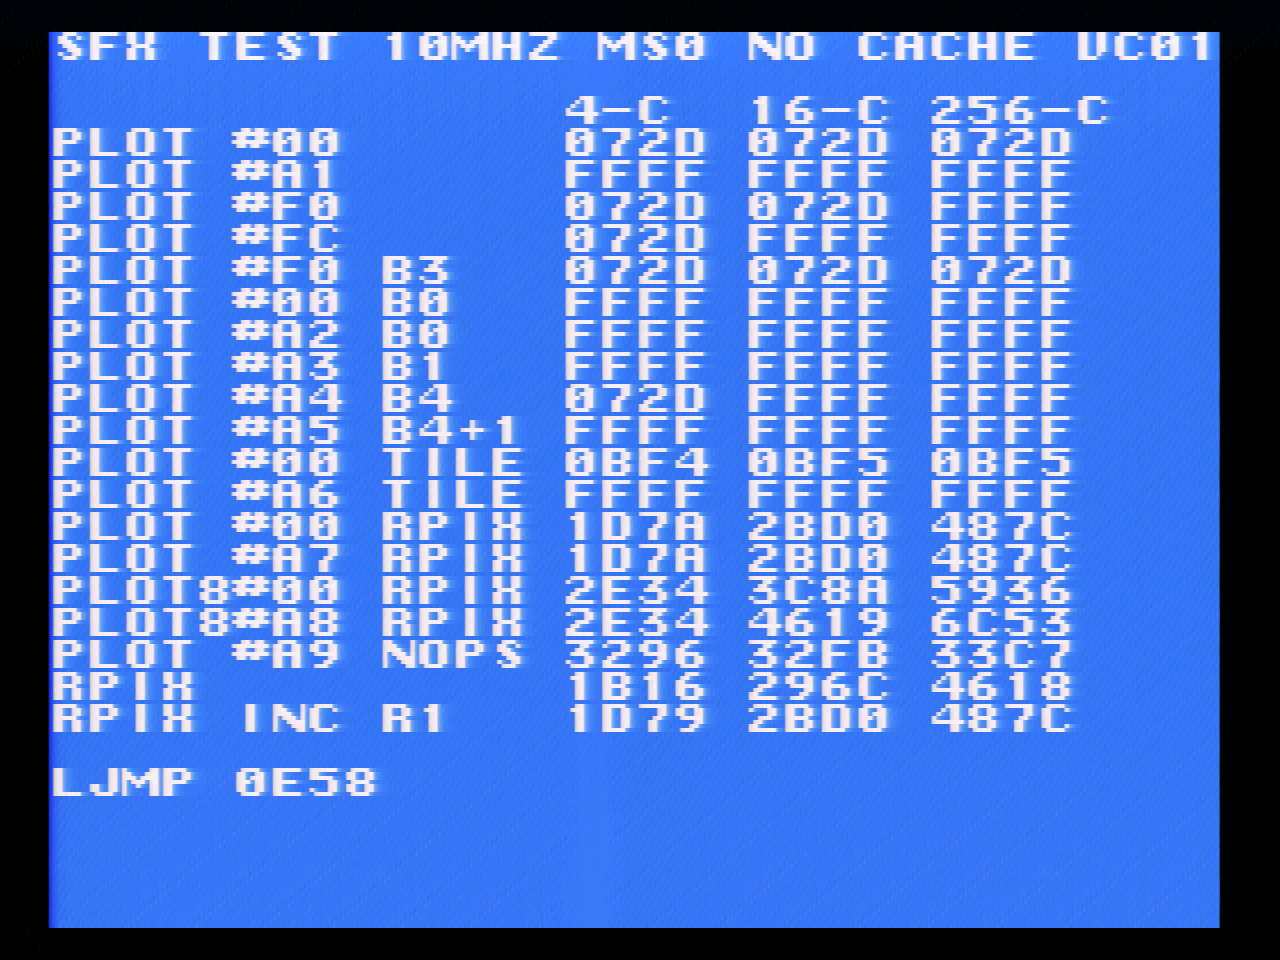 SFX TEST 10MHZ MS0 NO CACHE VC01
4-C 16-C 256-C
PLOT #00 072D 072D 072D
PLOT #A1 FFFF FFFF FFFF
PLOT #F0 072D 072D FFFF
PLOT #FC 072D FFFF FFFF
PLOT #F0 B3 072D 072D 072D
PLOT #00 B0 FFFF FFFF FFFF
PLOT #A2 B0 FFFF FFFF FFFF
PLOT #A3 B1 FFFF FFFF FFFF
PLOT #A4 B4 072D FFFF FFFF
PLOT #A5 B4+1 FFFF FFFF FFFF
PLOT #00 TILE 0BF4 0BF5 0BF5
PLOT #A6 TILE FFFF FFFF FFFF
PLOT #00 RPIX 1D7A 2BD0 487C
PLOT #A7 RPIX 1D7A 2BD0 487C
PLOT8#00 RPIX 2E34 3C8A 5936
PLOT8#A8 RPIX 2E34 4619 6C53
PLOT #A9 NOPS 3296 32FB 33C7
RPIX 1B16 296C 4618
RPIX INC R1 1D79 2BD0 487C
LJMP 0E58